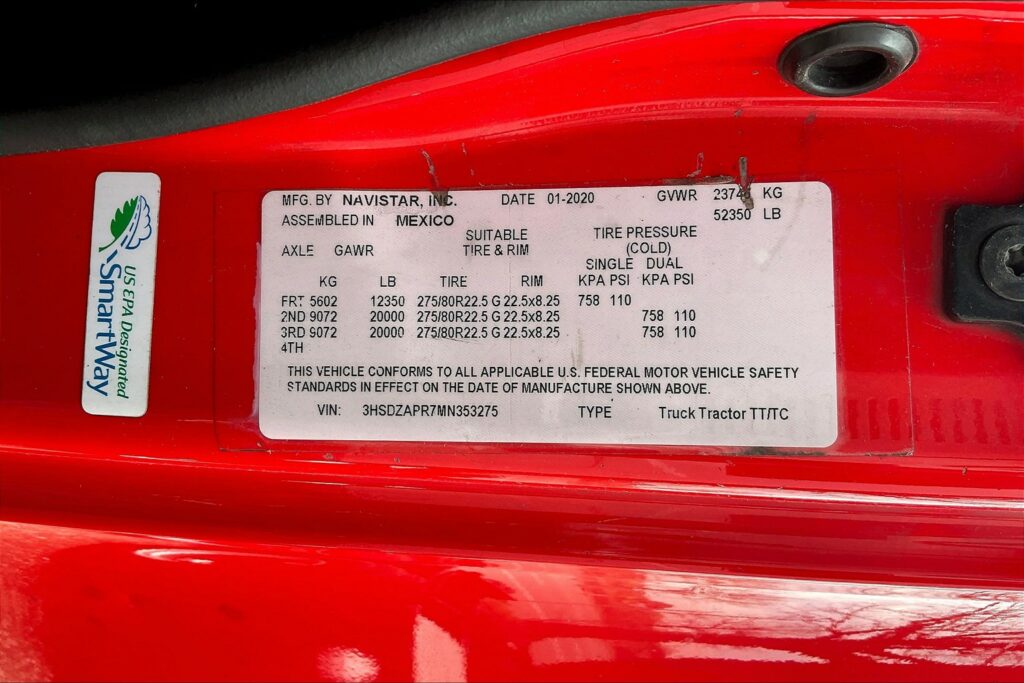 US EPA Designated
SmartWay
MFG. BY NAVISTAR, INC. DATE 01-2020 GVWR 23746 KG
ASSEMBLED IN MEXICO 52350 LB
SUITABLE TIRE PRESSURE
AXLE GAWR TIRE & RIM (COLD)
SINGLE DUAL
KG LB TIRE RIM KPA PSI KPA PSI
FRT 5602 12350 275/80R22.5 G 22.5x8.25 758 110
2ND 9072 20000 275/80R22.5 G 22.5x8.25 758 110
3RD 9072 20000 275/80R22.5 G 22.5x8.25 758 110
4TH
THIS VEHICLE CONFORMS TO ALL APPLICABLE U.S. FEDERAL MOTOR VEHICLE SAFETY
STANDARDS IN EFFECT ON THE DATE OF MANUFACTURE SHOWN ABOVE.
VIN: 3HSDZAPR7MN353275 TYPE Truck Tractor TT/TC